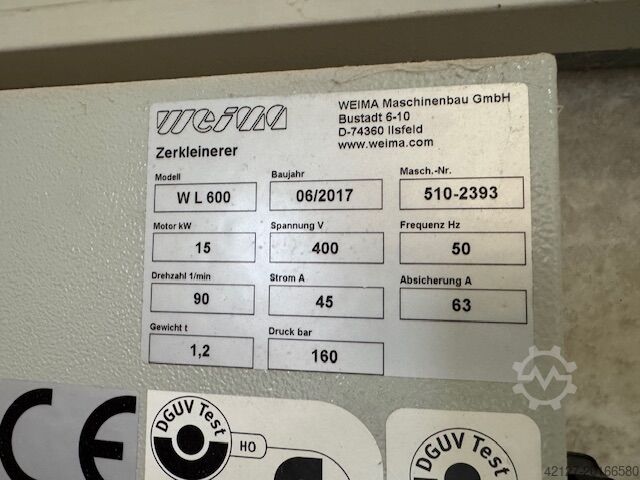 WEIMA
WEIMA Maschinenbau GmbH
Bustadt 6-10
D-74360 Ilsfeld
www.weima.com
Zerkleinerer
Modell Baujahr Masch.-Nr.
W L 600 06/2017 510-2393
Motor kW Spannung V Frequenz Hz
15 400 50
Drehzahl 1/min Strom A Absicherung A
90 45 63
Gewicht t Druck bar
1,2 160
CE
DGUV Test
HO
DGUV Test